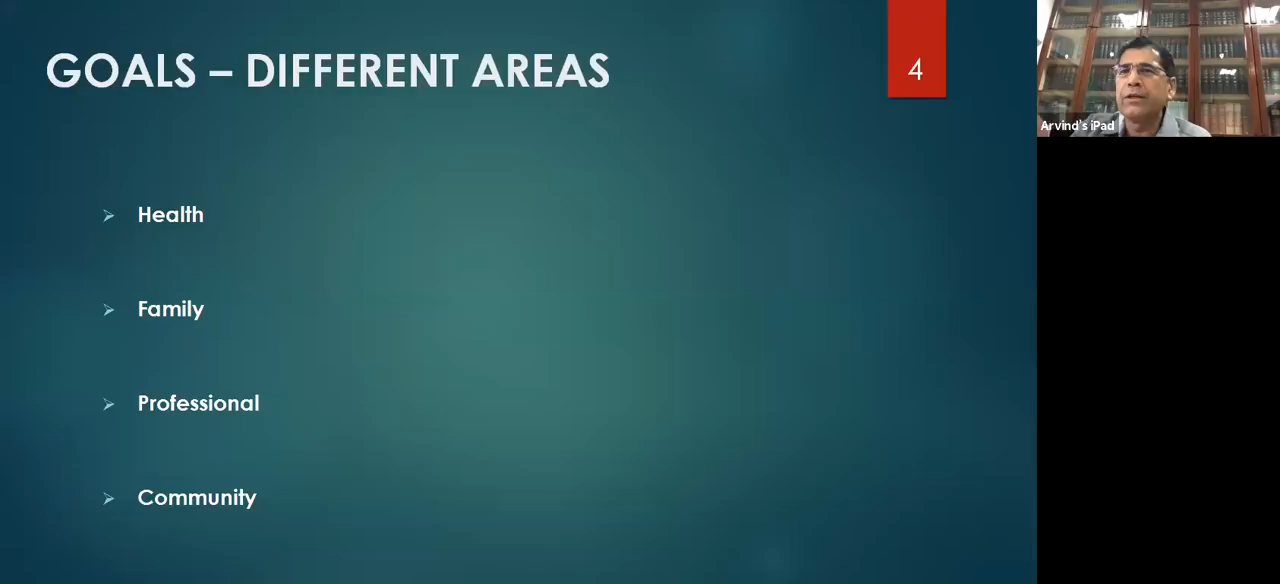 GOALS – DIFFERENT AREAS
4
Health
Family
Professional
Community
Arvind's iPad